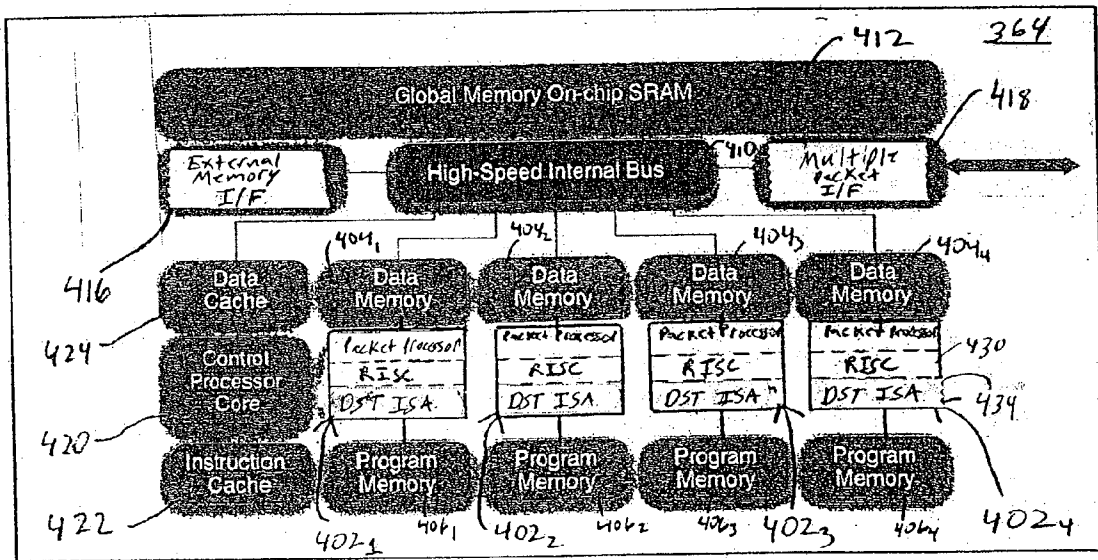 364
412
Global Memory On-chip SRAM
418
External
Memory
I/F
High-Speed Internal Bus
410
Multiple
Packet
I/F
416
404₁
404₂
404₃
404₄
Data
Cache
Data
Memory
Data
Memory
Data
Memory
Data
Memory
424
Control
Processor
Core
Packet Processor
RISC
DST ISA
Packet Processor
RISC
DST ISA
Packet Processor
RISC
DST ISA
Packet Processor
RISC
DST ISA
430
434
420
Instruction
Cache
Program
Memory
Program
Memory
Program
Memory
Program
Memory
422
402₁
406₁
402₂
406₂
406₃
402₃
406₄
402₄